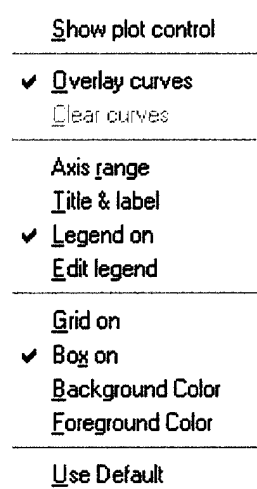 Show plot control
✔ Overlay curves
Clear curves
Axis range
Title & label
✔ Legend on
Edit legend
Grid on
✔ Box on
Background Color
Foreground Color
Use Default